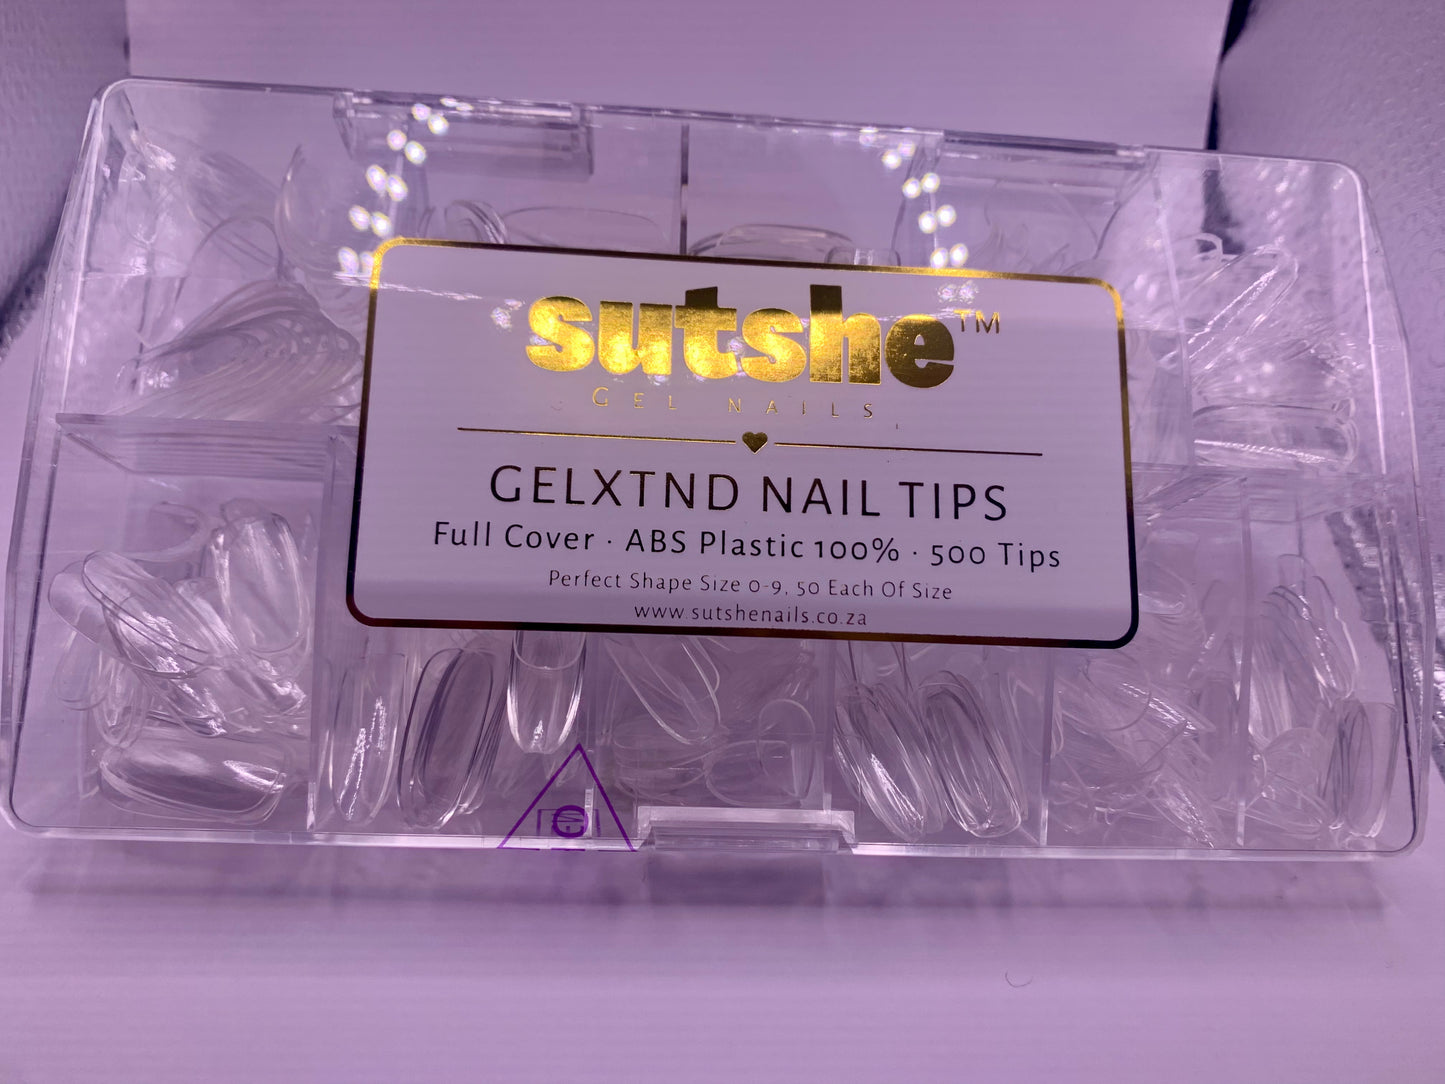 sutshe™
GEL NAILS
GELXTND NAIL TIPS
Full Cover · ABS Plastic 100% · 500 Tips
Perfect Shape Size 0-9, 50 Each Of Size
www.sutshenails.co.za